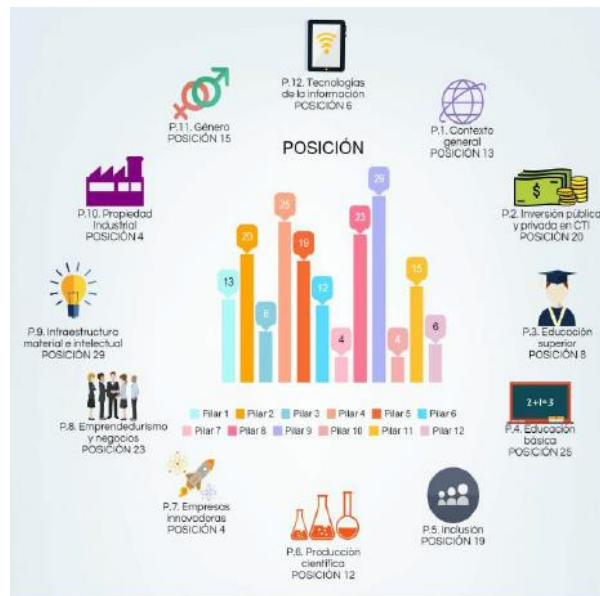 P.12. Tecnologías
de la información
POSICIÓN 6
P.11. Género
POSICIÓN 15
P.1. Contexto
general
POSICIÓN 13
POSICIÓN
P.10. Propiedad
Industrial
POSICIÓN 4
$
P.2. Inversión pública
y privada en CTI
POSICIÓN 20
13
20
8
25
19
12
4
23
29
4
15
6
P.9. Infraestructura
material e intelectual
POSICIÓN 29
P.3. Educación
superior
POSICIÓN 8
Pilar 1 Pilar 2 Pilar 3 Pilar 4 Pilar 5 Pilar 6
Pilar 7 Pilar 8 Pilar 9 Pilar 10 Pilar 11 Pilar 12
P.8. Emprendedurismo
y negocios
POSICIÓN 23
2+1=3
P.4. Educación
básica
POSICIÓN 25
P.7. Empresas
innovadoras
POSICIÓN 4
P.5. Inclusión
POSICIÓN 19
P.6. Producción
científica
POSICIÓN 12